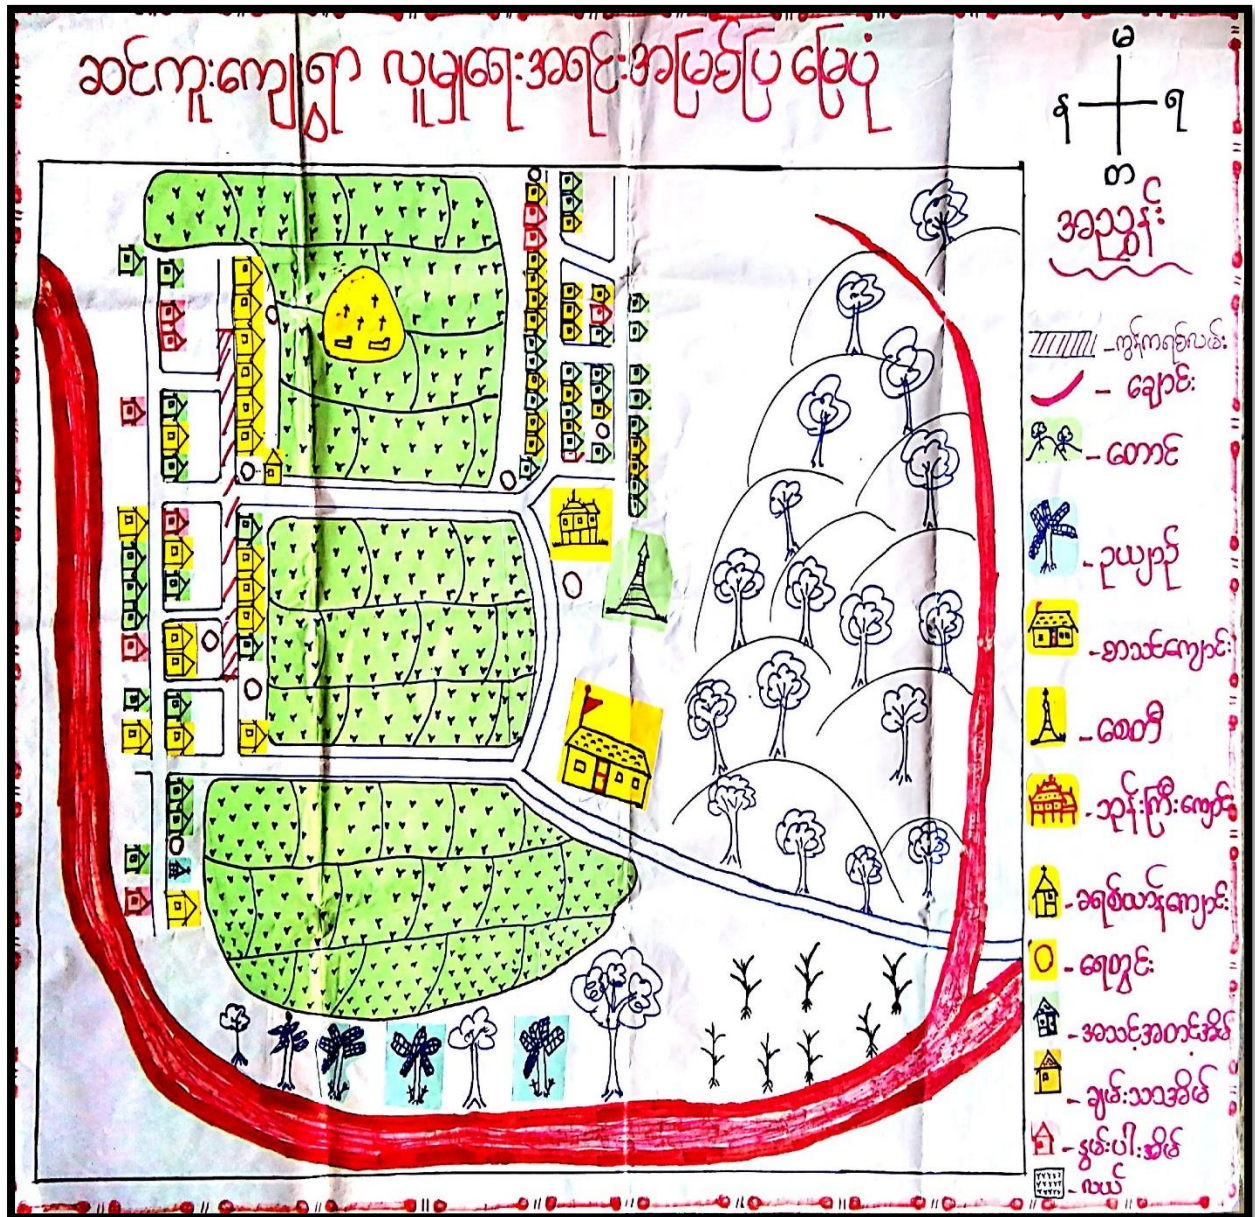 ဆင်ကူးကျေးရွာ လူမှုရေးအရင်းအမြစ်ပြ မြေပုံ
မ
န ရ
တ
အညွှန်း
-ကွန်ကရစ်လမ်း
- ချောင်း
- တောင်
- ဥယျာဉ်
-စာသင်ကျောင်း
- စေတီ
- ဘုန်းကြီးကျောင်း
- ခရစ်ယာန်ကျောင်း
- ရေတွင်း
- အသင့်အတင့်အိမ်
- ချမ်းသာအိမ်
- နွမ်းပါးအိမ်
- လယ်